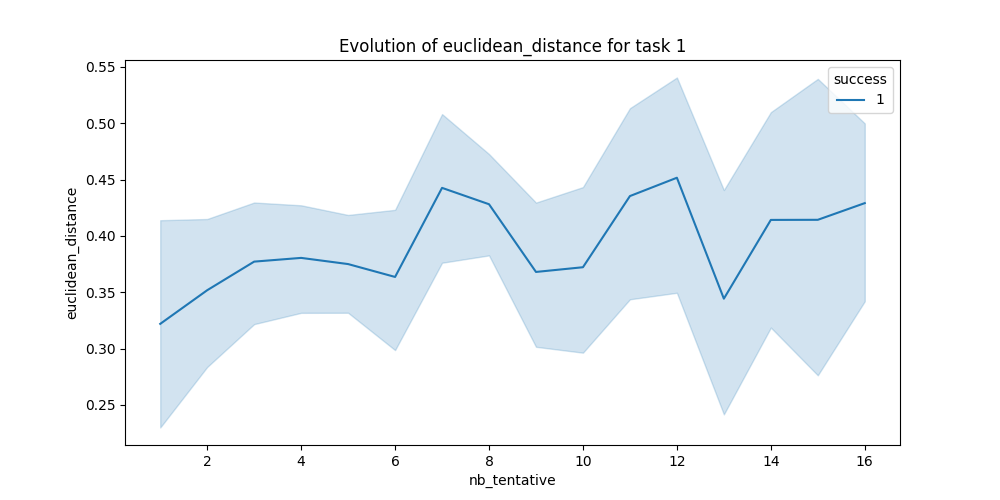 Evolution of euclidean_distance for task 1
success
1
0.55
0.50
0.45
0.40
0.35
0.30
0.25
euclidean_distance
2 4 6 8 10 12 14 16
nb_tentative